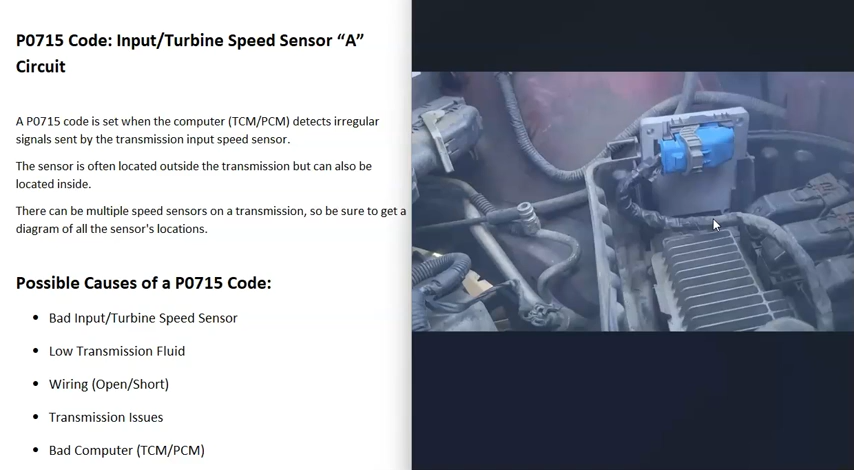 P0715 Code: Input/Turbine Speed Sensor “A”
Circuit
A P0715 code is set when the computer (TCM/PCM) detects irregular
signals sent by the transmission input speed sensor.
The sensor is often located outside the transmission but can also be
located inside.
There can be multiple speed sensors on a transmission, so be sure to get a
diagram of all the sensor's locations.
Possible Causes of a P0715 Code:
• Bad Input/Turbine Speed Sensor
• Low Transmission Fluid
• Wiring (Open/Short)
• Transmission Issues
• Bad Computer (TCM/PCM)